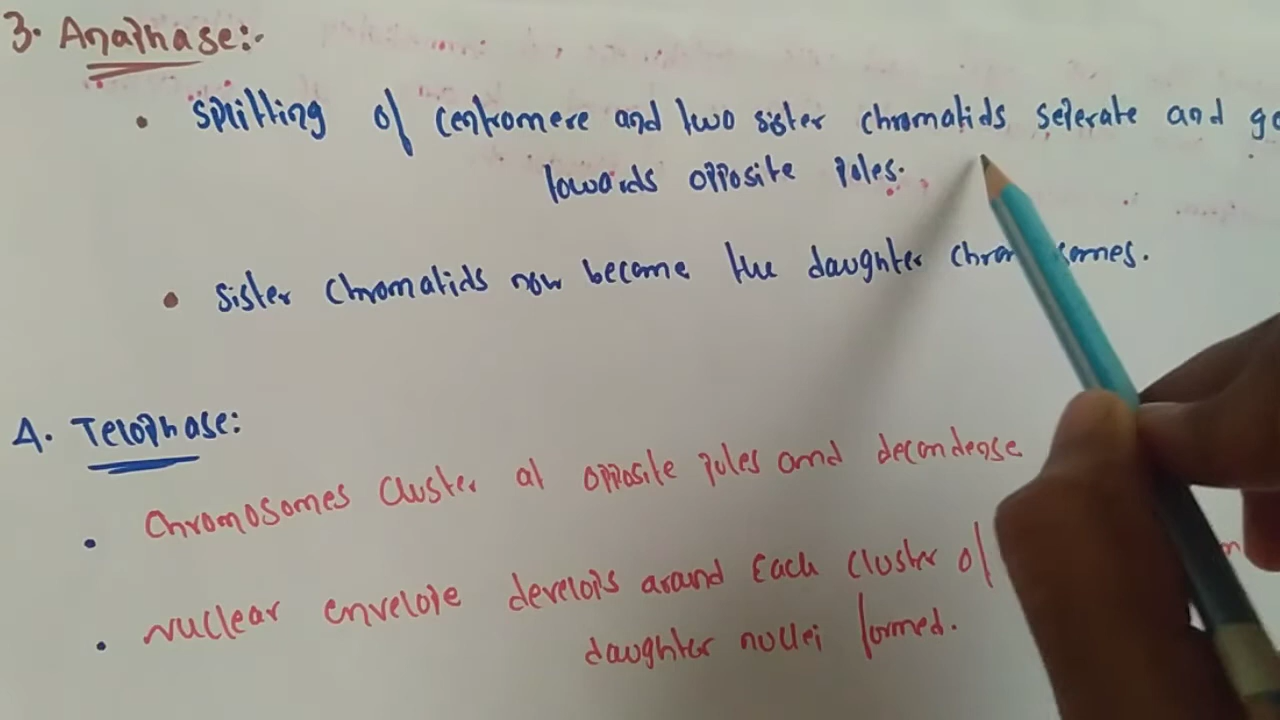 3. Anaphase:-
• splitting of centromere and two sister chromatids seperate and go
towards opposite poles.
• sister chromatids now become the daughter
4. Telophase:
• chromosomes cluster at opposite poles and decondense
• nuclear envelope develops around each cluster of
daughter nuclei formed.